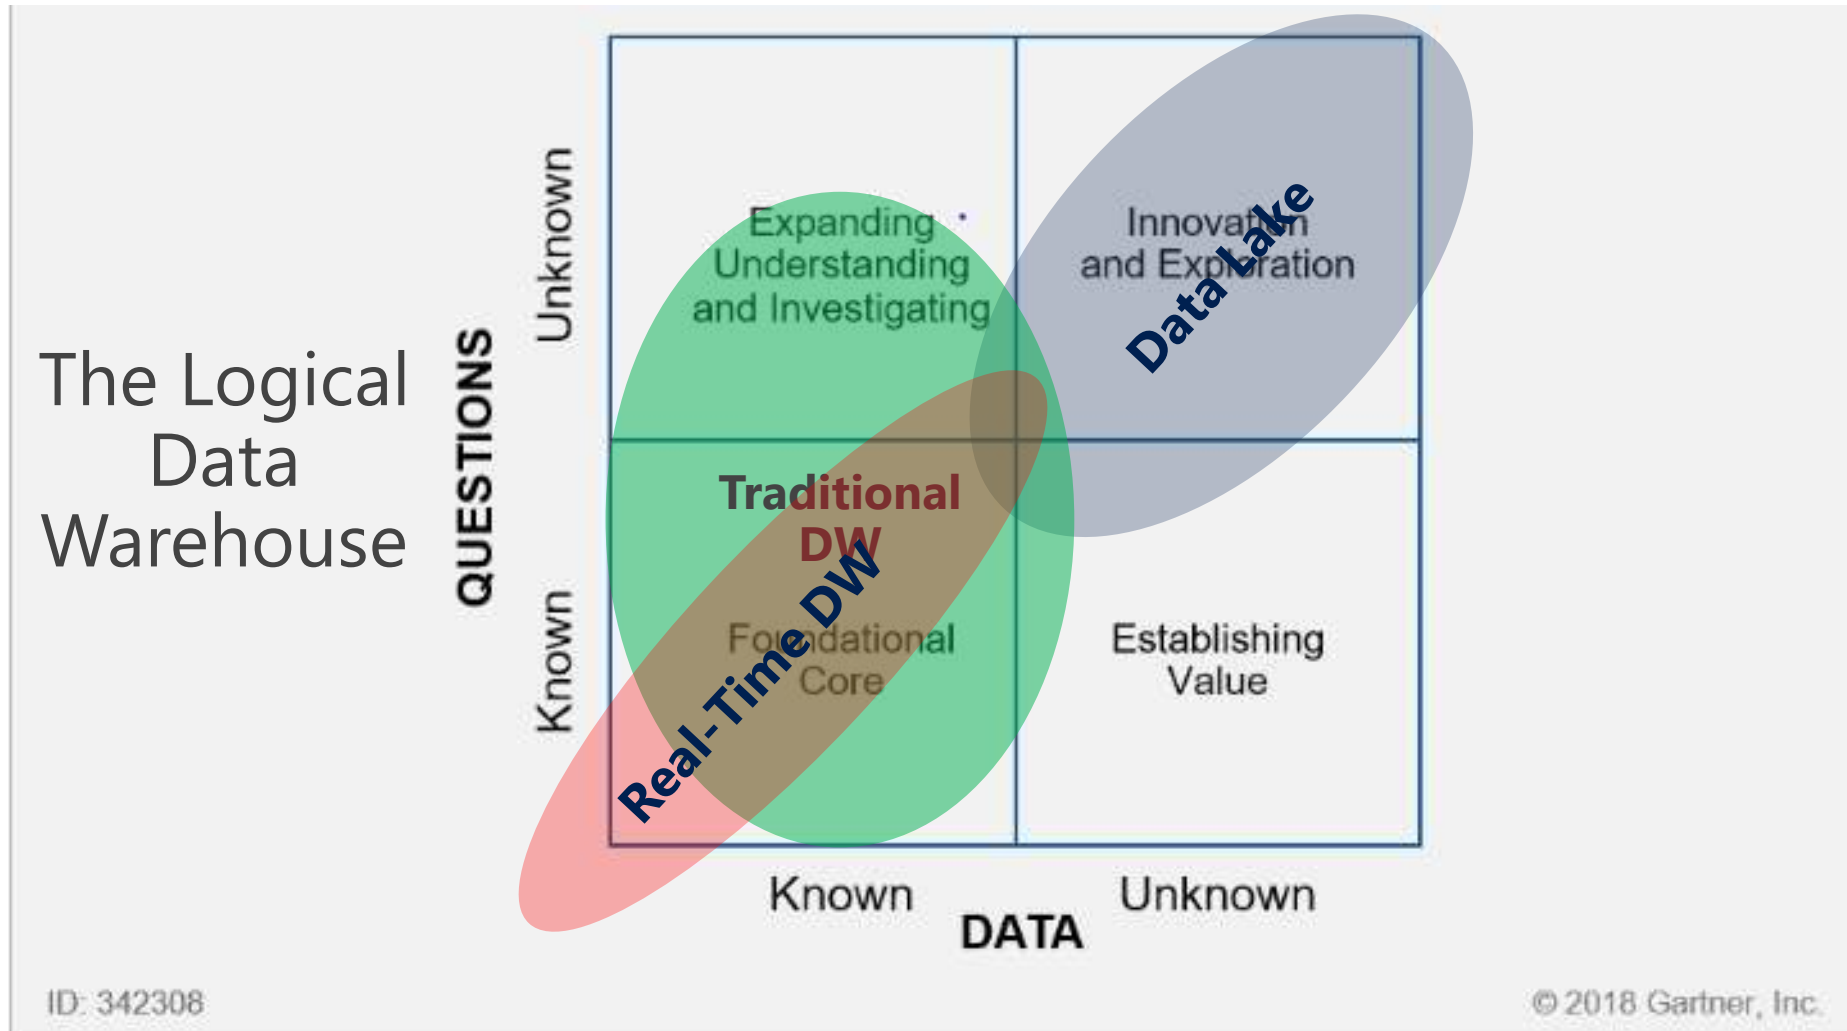 The Logical
Data
Warehouse
QUESTIONS
Unknown
Known
Expanding
Understanding
and Investigating
Innovation
and Exploration
Data Lake
Traditional
DW
Real-Time DW
Foundational
Core
Establishing
Value
Known
Unknown
DATA
ID: 342308
© 2018 Gartner, Inc.